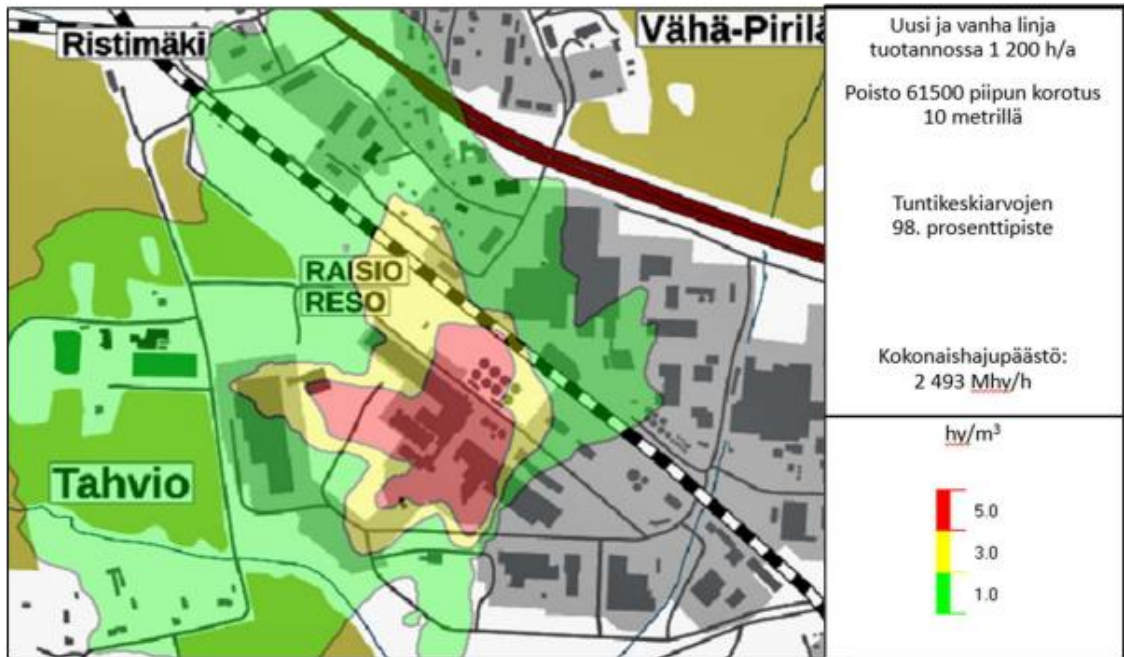 Ristimäki
Vähä-Piril
RAISIO
RESO
Tahvio
Uusi ja vanha linja
tuotannossa 1 200 h/a
Poisto 61500 piipun korotus
10 metrillä
Tuntikeskiarvojen
98. prosenttipiste
Kokonaishajupäästö:
2 493 Mhy/h
hy/m³
5.0
3.0
1.0